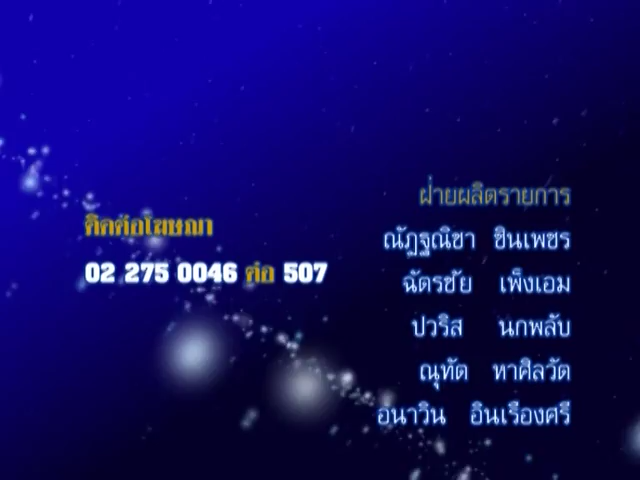 ติดต่อโฆษณา
02 275 0046 ต่อ 507
ฝ่ายผลิตรายการ
ณัฏฐณิชา ชินเพชร
ฉัตรชัย เพ็งเอม
ปวริส นกพลับ
ณุทัต ทาศิลวัด
อนาวิน อินเรืองศรี